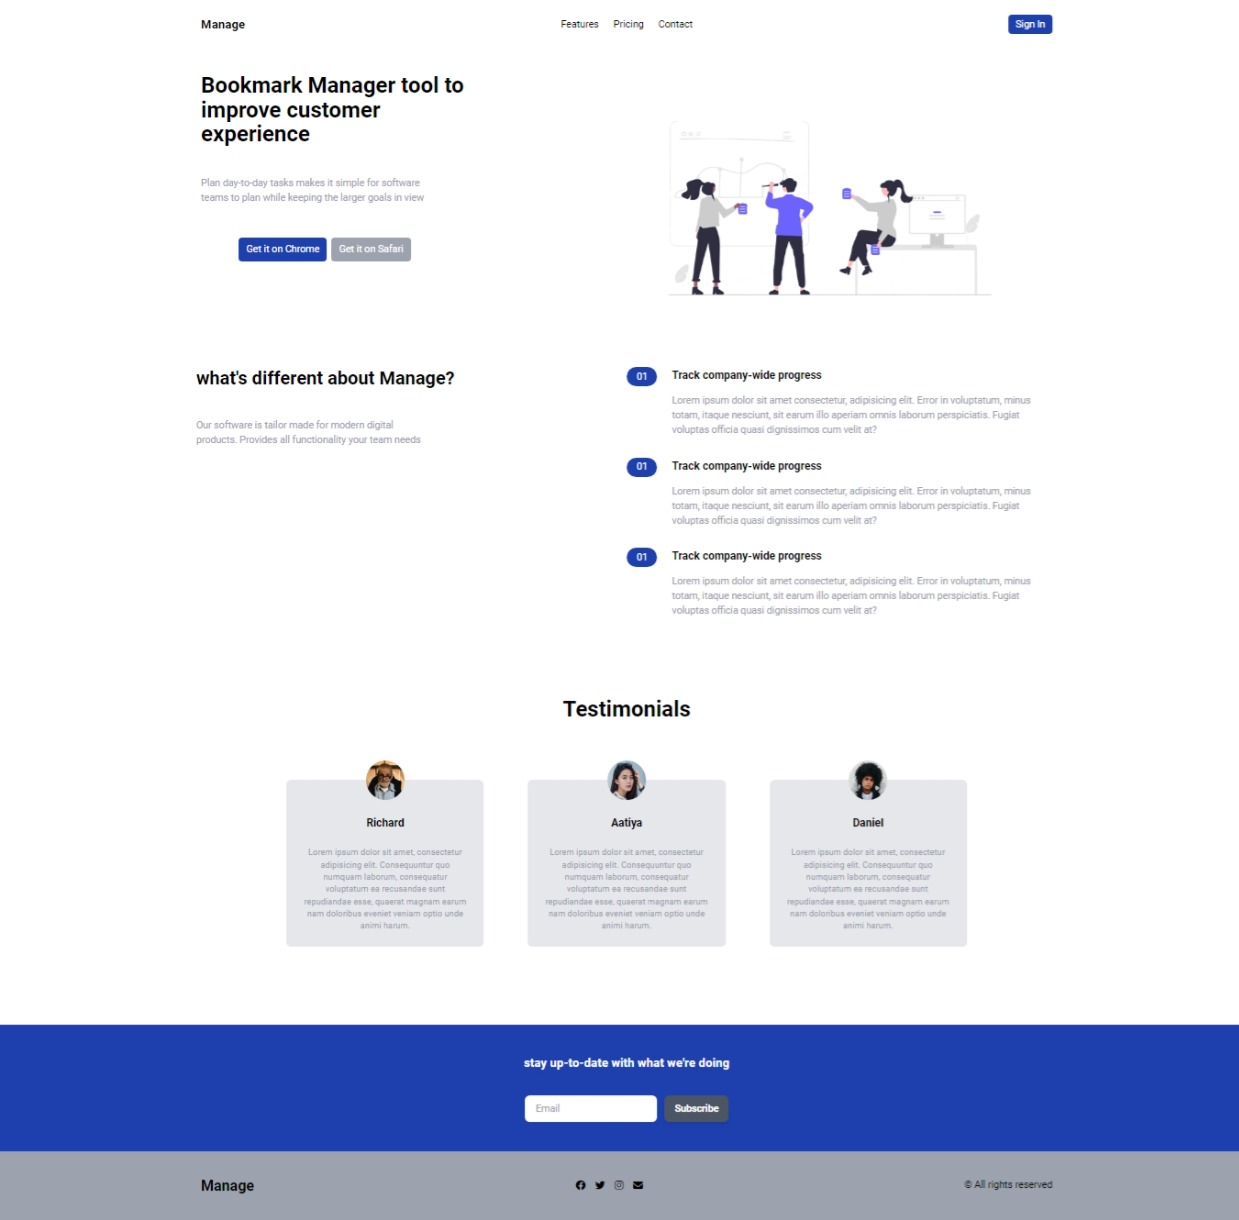 Manage
Features Pricing Contact
Sign In
Bookmark Manager tool to
improve customer
experience
Plan day-to-day tasks makes it simple for software
teams to plan while keeping the larger goals in view
Get it on Chrome
Get it on Safari
what's different about Manage?
Our software is tailor made for modern digital
products. Provides all functionality your team needs
01
Track company-wide progress
Lorem ipsum dolor sit amet consectetur, adipisicing elit. Error in voluptatum, minus
totam, itaque nesciunt, sit earum illo aperiam omnis laborum perspiciatis. Fugiat
voluptas officia quasi dignissimos cum velit at?
01
Track company-wide progress
Lorem ipsum dolor sit amet consectetur, adipisicing elit. Error in voluptatum, minus
totam, itaque nesciunt, sit earum illo aperiam omnis laborum perspiciatis. Fugiat
voluptas officia quasi dignissimos cum velit at?
01
Track company-wide progress
Lorem ipsum dolor sit amet consectetur, adipisicing elit. Error in voluptatum, minus
totam, itaque nesciunt, sit earum illo aperiam omnis laborum perspiciatis. Fugiat
voluptas officia quasi dignissimos cum velit at?
Testimonials
Richard
Lorem ipsum dolor sit amet, consectetur
adipisicing elit. Consequuntur quo
numquam laborum, consequatur
voluptatum ea recusandae sunt
repudiandae esse, quaerat magnam earum
nam doloribus eveniet veniam optio unde
animi harum.
Aatiya
Lorem ipsum dolor sit amet, consectetur
adipisicing elit. Consequuntur quo
numquam laborum, consequatur
voluptatum ea recusandae sunt
repudiandae esse, quaerat magnam earum
nam doloribus eveniet veniam optio unde
animi harum.
Daniel
Lorem ipsum dolor sit amet, consectetur
adipisicing elit. Consequuntur quo
numquam laborum, consequatur
voluptatum ea recusandae sunt
repudiandae esse, quaerat magnam earum
nam doloribus eveniet veniam optio unde
animi harum.
stay up-to-date with what we're doing
Email
Subscribe
Manage
© All rights reserved